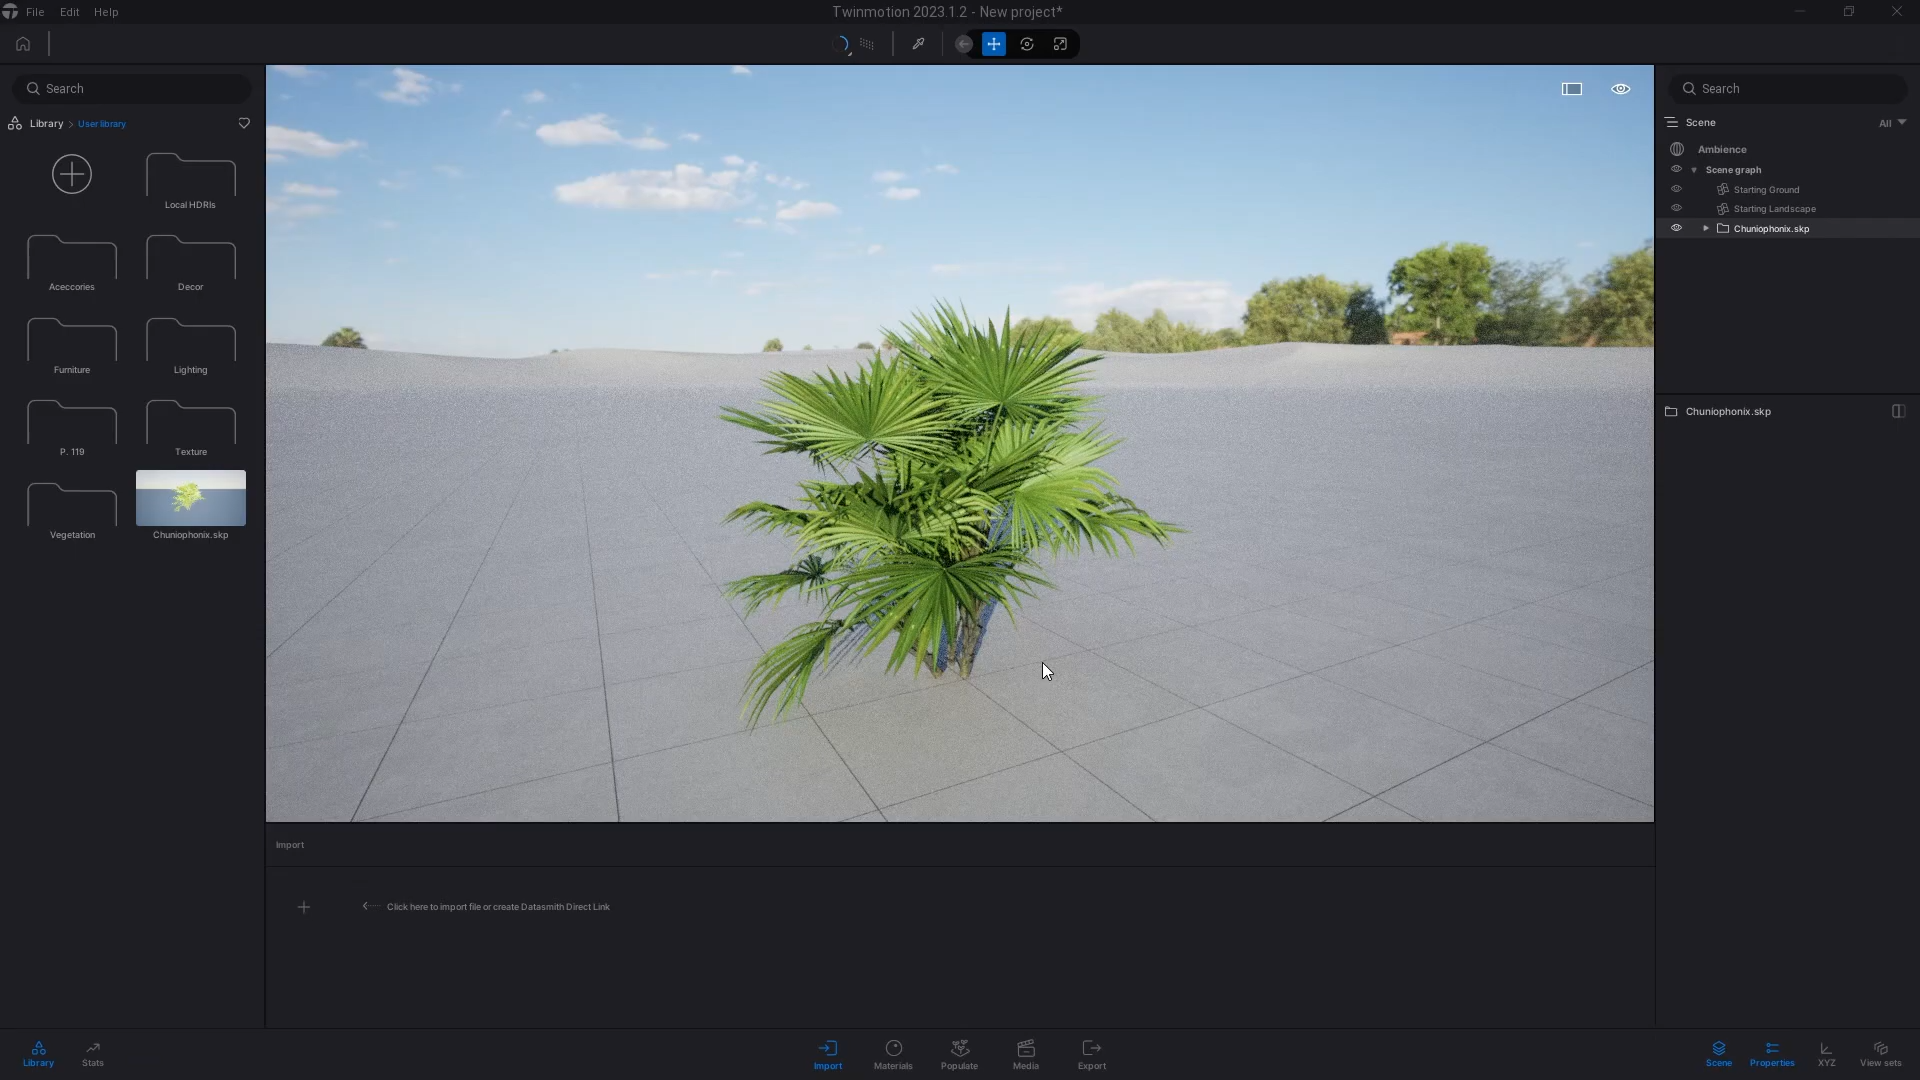 File Edit Help
Twinmotion 2023.1.2 - New project*
Search
Library > User library
Local HDRIs
Aceccories
Decor
Furniture
Lighting
P. 119
Texture
Vegetation
Chuniophonix.skp
Search
Scene
All
Ambience
Scene graph
Starting Ground
Starting Landscape
Chuniophonix.skp
Chuniophonix.skp
Import
Click here to import file or create Datasmith Direct Link
Library
Stats
Import
Materials
Populate
Media
Export
Scene
Properties
XYZ
View sets